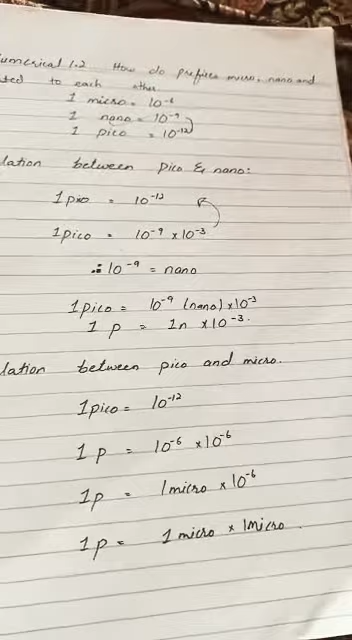 umerical 1.2 How do prefixes micro, nano and
ted to each other
1 micro = 10⁻⁶
1 nano = 10⁻⁹
1 pico = 10⁻¹²
lation between pico & nano:
1 pico = 10⁻¹²
1 pico = 10⁻⁹ × 10⁻³
∴ 10⁻⁹ = nano
1 pico = 10⁻⁹ (nano) × 10⁻³
1 p = 1n × 10⁻³.
lation between pico and micro.
1 pico = 10⁻¹²
1 p = 10⁻⁶ × 10⁻⁶
1p = 1 micro × 10⁻⁶
1p = 1 micro × 1 micro.